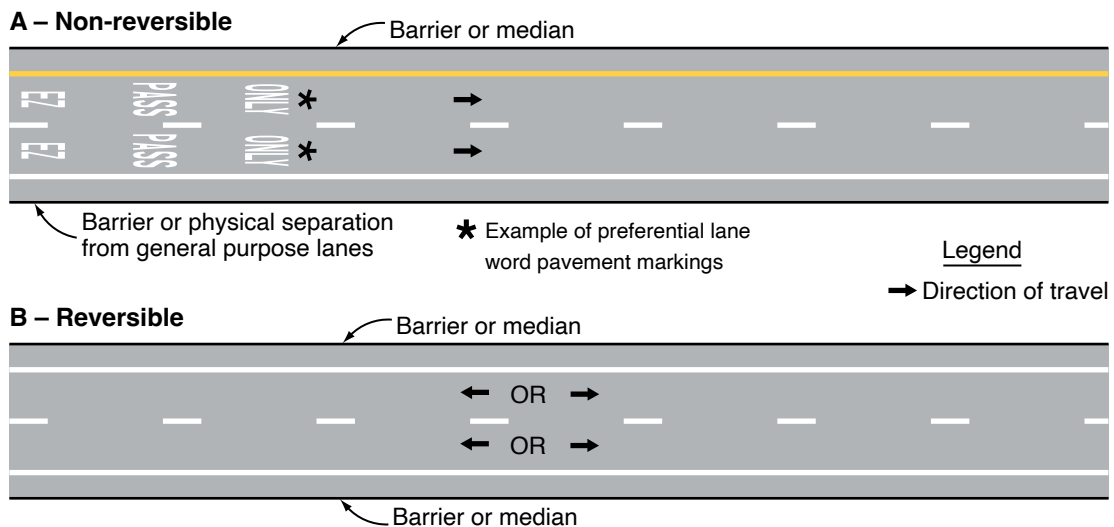 A – Non-reversible
Barrier or median
EZ PASS ONLY *
EZ PASS ONLY *
Barrier or physical separation
from general purpose lanes
* Example of preferential lane
word pavement markings
Legend
Direction of travel
B – Reversible
Barrier or median
OR
OR
Barrier or median